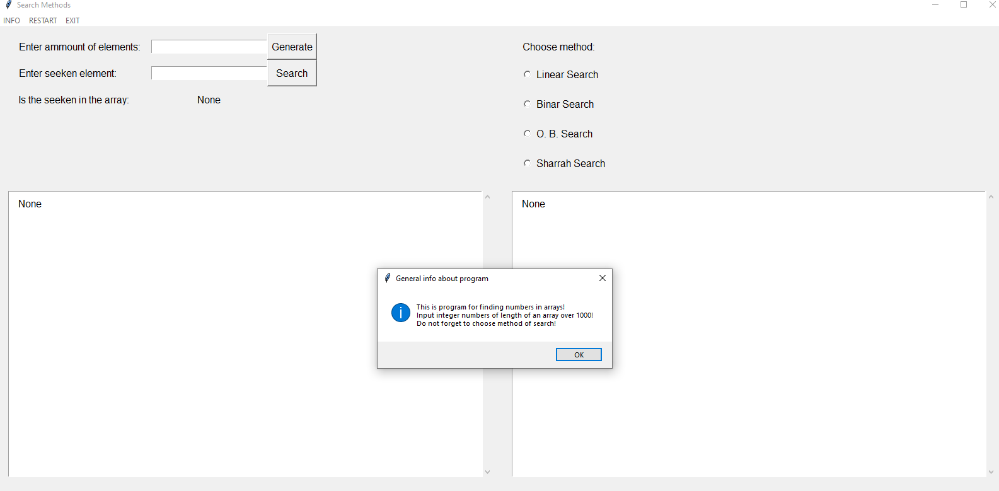 Search Methods
INFO RESTART EXIT
Enter ammount of elements: Generate
Enter seeken element: Search
Is the seeken in the array: None
Choose method:
Linear Search
Binar Search
O. B. Search
Sharrah Search
None
None
General info about program
This is program for finding numbers in arrays!
Input integer numbers of length of an array over 1000!
Do not forget to choose method of search!
OK